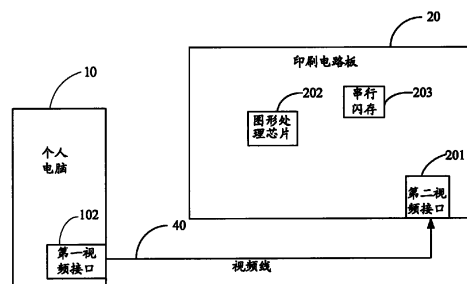 20
印刷电路板
10
202
203
串行
闪存
图形处
理芯片
个人
电脑
201
第二视
频接口
102
第一视
频接口
40
视频线